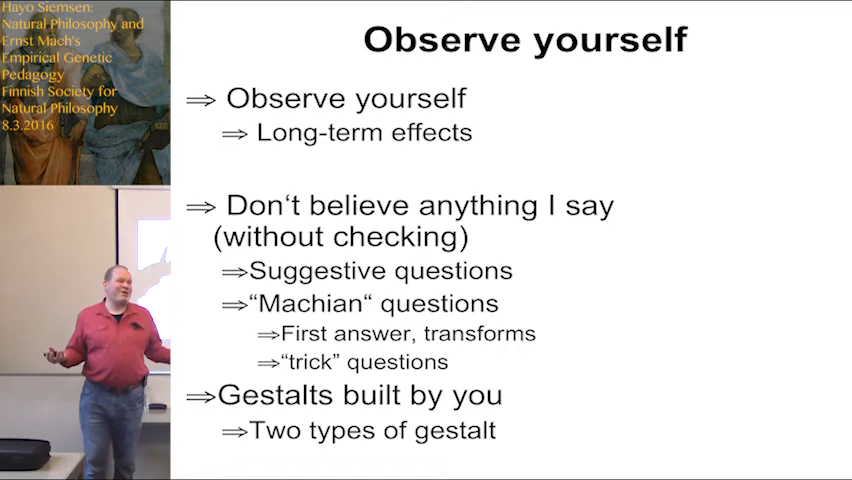 Hayo Siemsen:
Natural Philosophy and
Ernst Mach's
Empirical Genetic
Pedagogy
Finnish Society for
Natural Philosophy
8.3.2016
Observe yourself
⇒ Observe yourself
⇒ Long-term effects
⇒ Don‘t believe anything I say
(without checking)
⇒Suggestive questions
⇒“Machian“ questions
⇒First answer, transforms
⇒“trick” questions
⇒Gestalts built by you
⇒Two types of gestalt